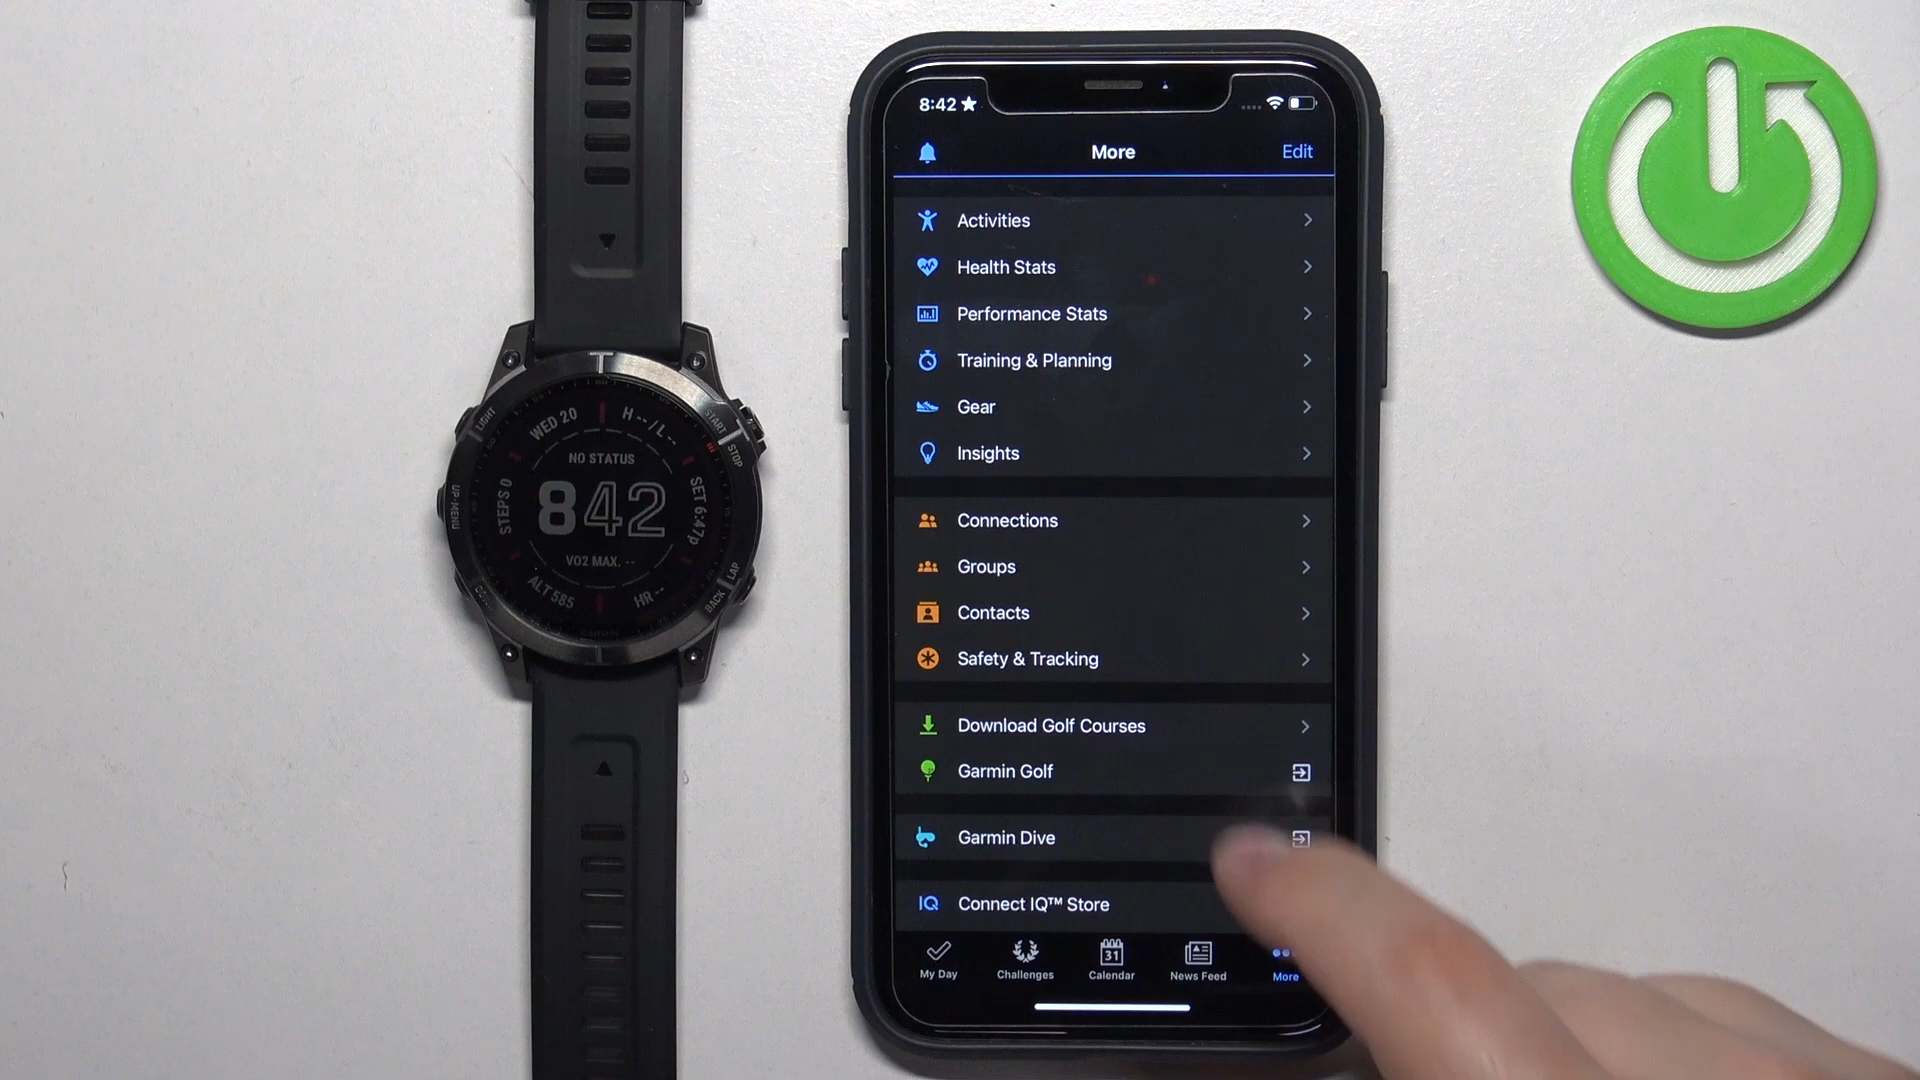 WED 20
H--/L--
NO STATUS
STEPS 0
842
SET 6:47p
VO2 MAX. --
ALT 585
HR --
LIGHT
UP·MENU
START
STOP
LAP
BACK
GARMIN
8:42
More
Edit
Activities
Health Stats
Performance Stats
Training & Planning
Gear
Insights
Connections
Groups
Contacts
Safety & Tracking
Download Golf Courses
Garmin Golf
Garmin Dive
IQ Connect IQ™ Store
31
My Day
Challenges
Calendar
News Feed
More